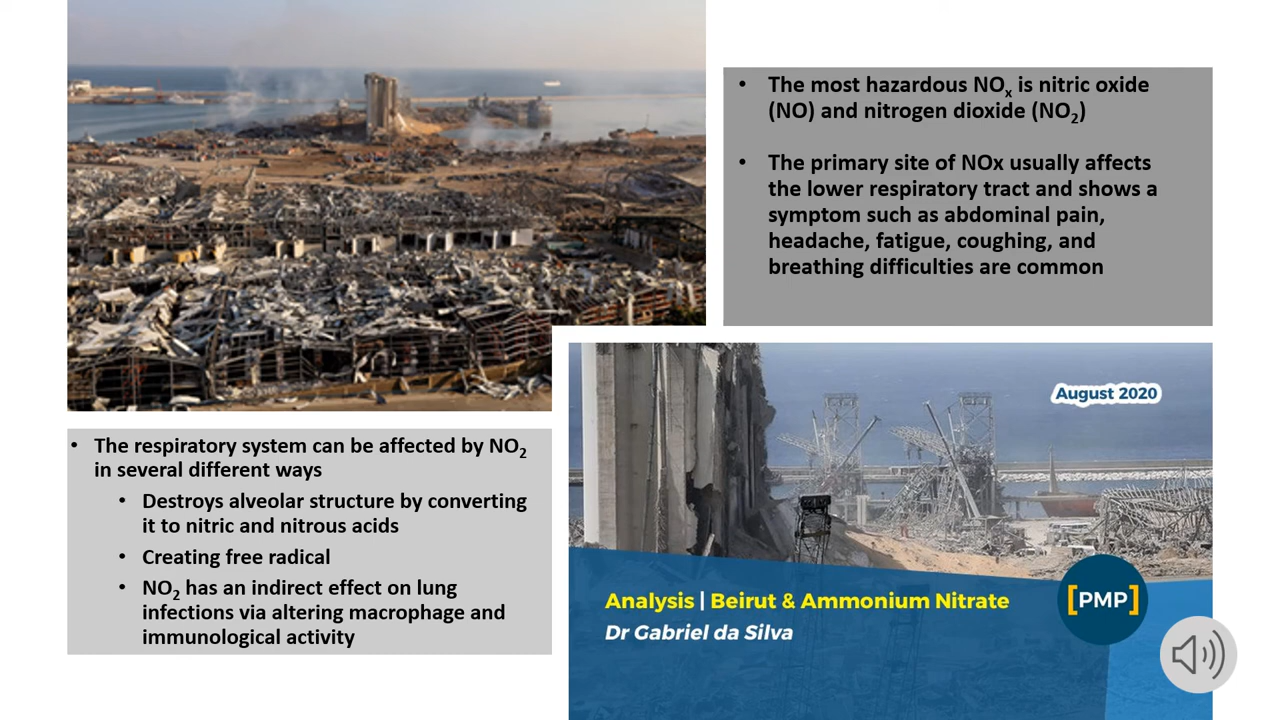 • The most hazardous NOₓ is nitric oxide
(NO) and nitrogen dioxide (NO₂)
• The primary site of NOx usually affects
the lower respiratory tract and shows a
symptom such as abdominal pain,
headache, fatigue, coughing, and
breathing difficulties are common
• The respiratory system can be affected by NO₂
in several different ways
• Destroys alveolar structure by converting
it to nitric and nitrous acids
• Creating free radical
• NO₂ has an indirect effect on lung
infections via altering macrophage and
immunological activity
August 2020
Analysis | Beirut & Ammonium Nitrate
Dr Gabriel da Silva
[PMP]